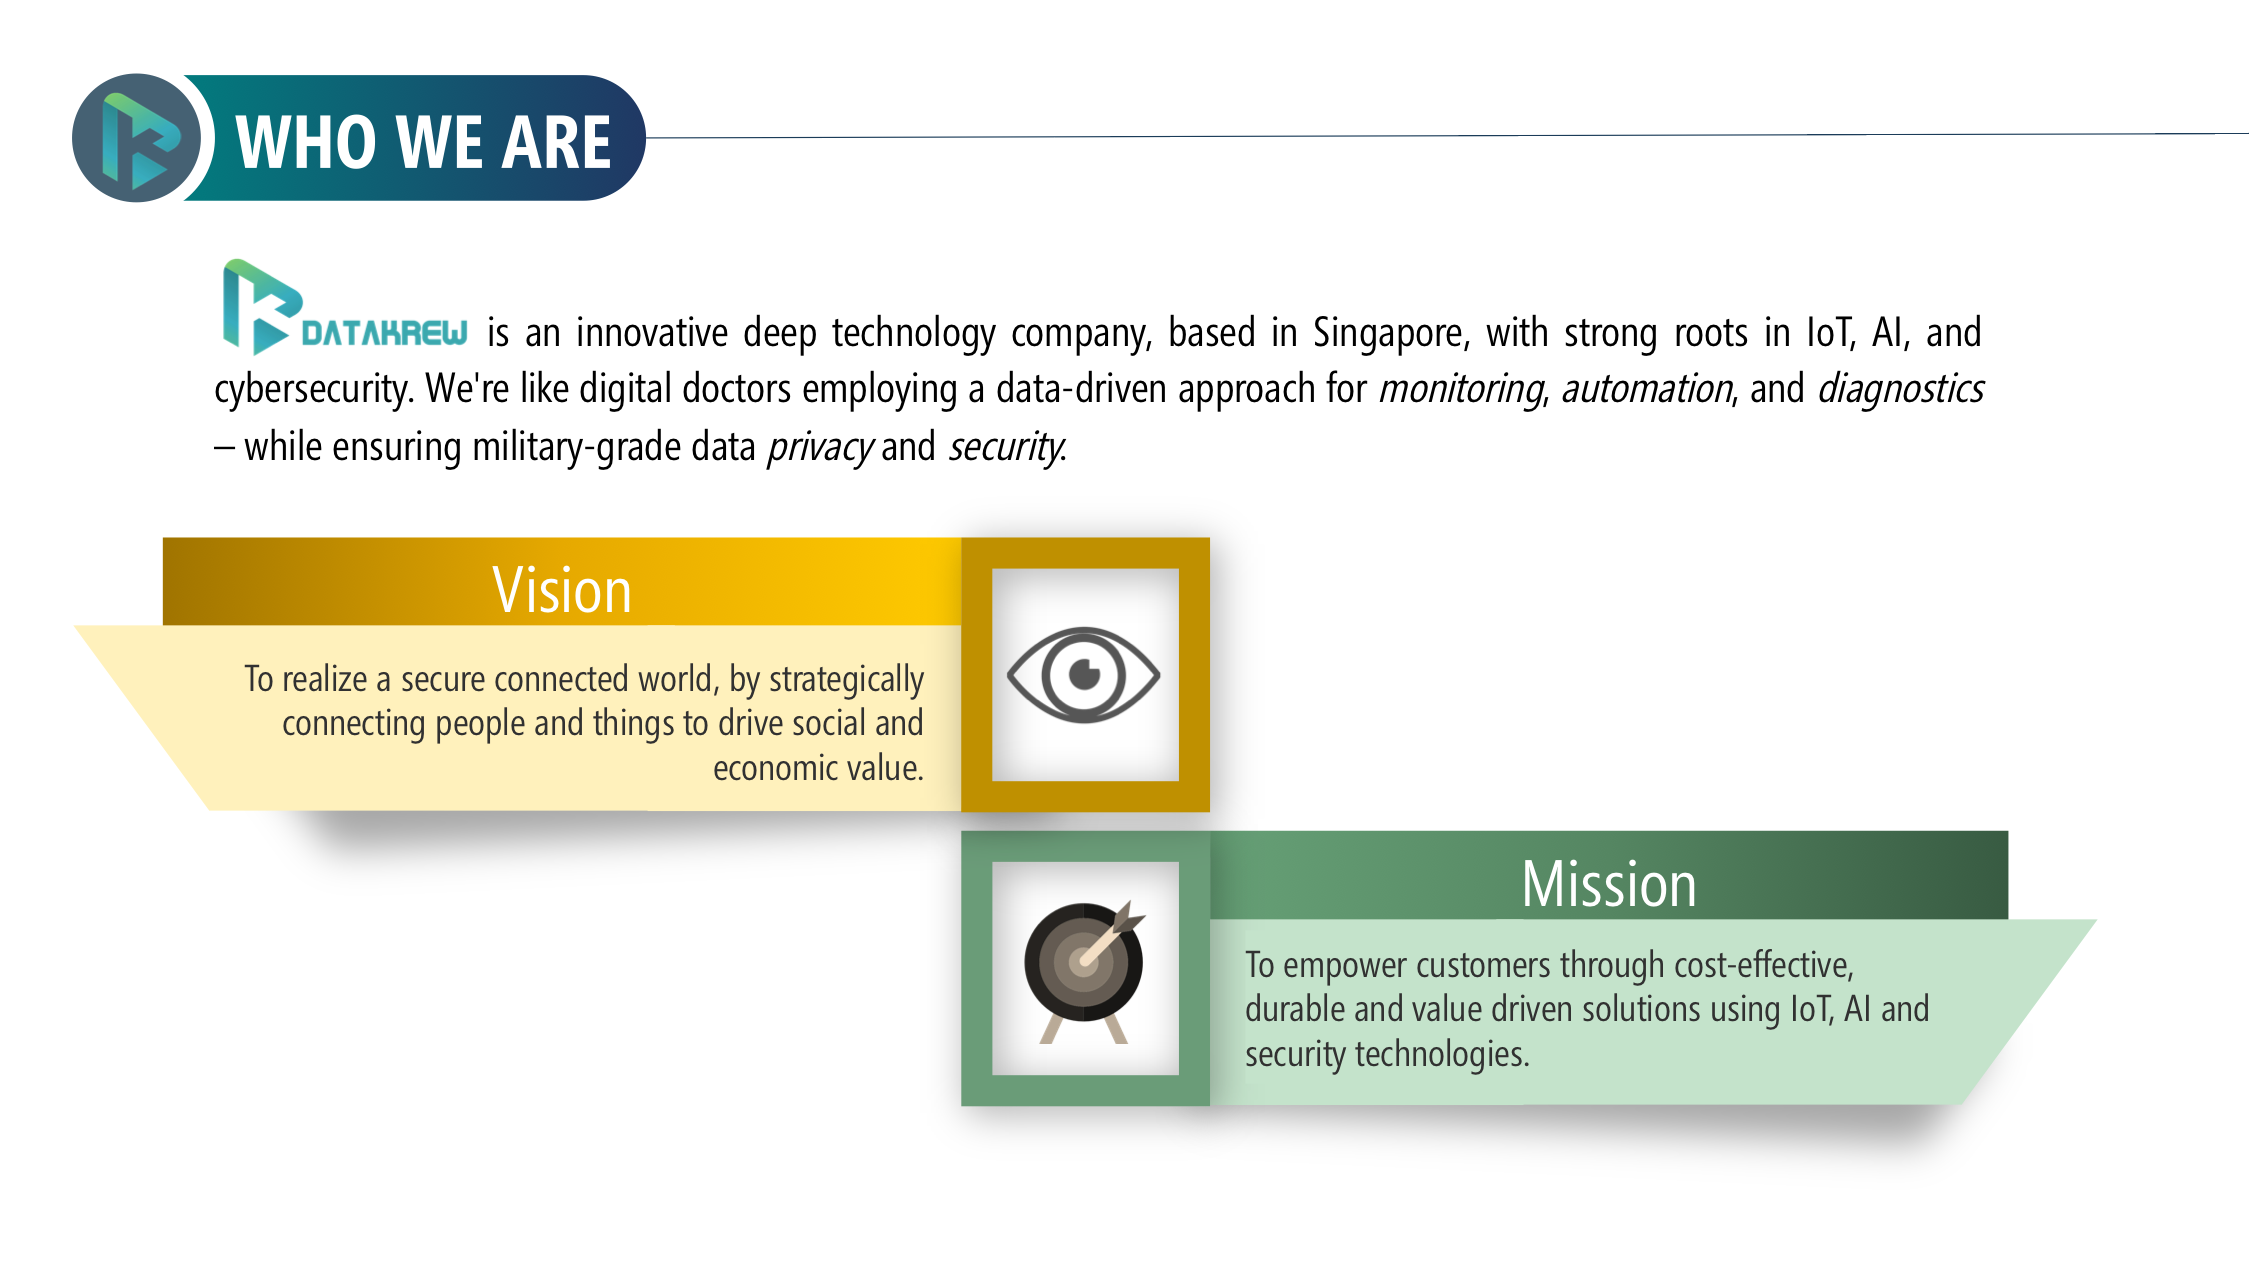 WHO WE ARE
DATAKREW is an innovative deep technology company, based in Singapore, with strong roots in IoT, AI, and
cybersecurity. We're like digital doctors employing a data-driven approach for monitoring, automation, and diagnostics
– while ensuring military-grade data privacy and security.
Vision
To realize a secure connected world, by strategically
connecting people and things to drive social and
economic value.
Mission
To empower customers through cost-effective,
durable and value driven solutions using IoT, AI and
security technologies.